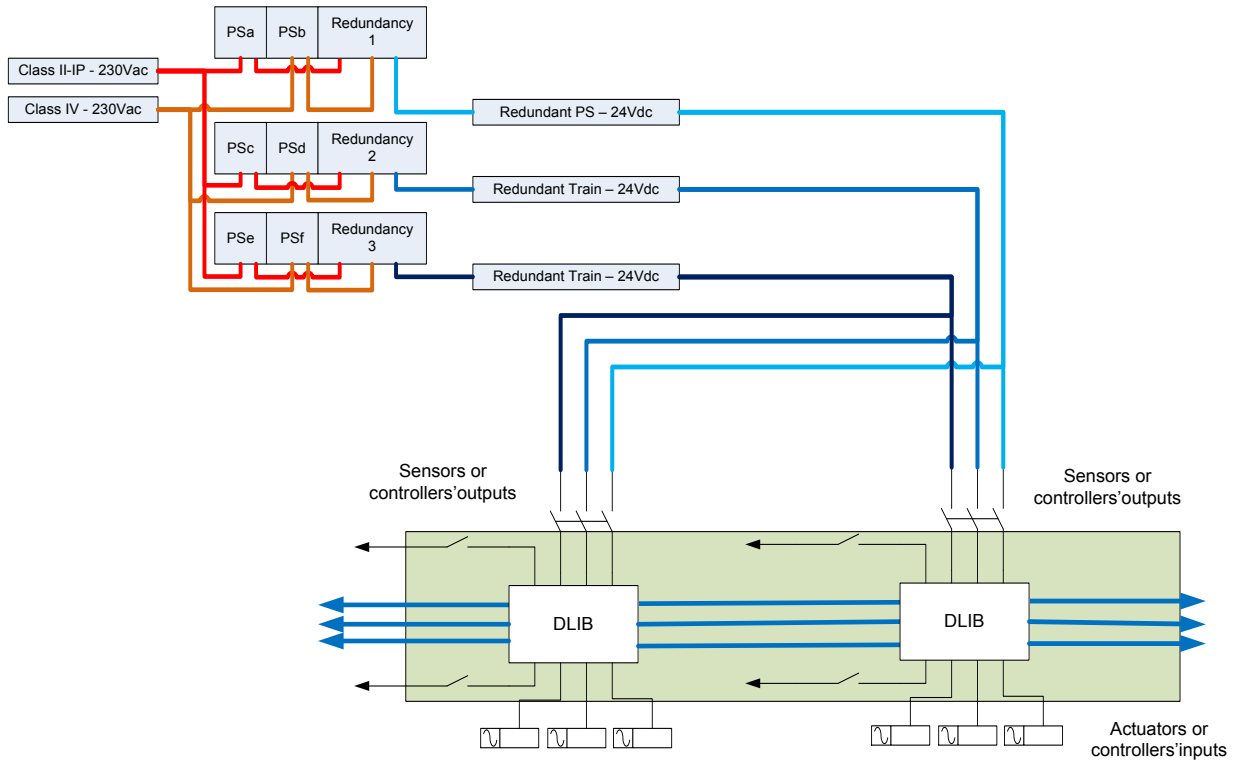 PSa
PSb
Redundancy
1
Class II-IP - 230Vac
Class IV - 230Vac
Redundant PS – 24Vdc
PSc
PSd
Redundancy
2
Redundant Train – 24Vdc
PSe
PSf
Redundancy
3
Redundant Train – 24Vdc
Sensors or
controllers'outputs
Sensors or
controllers'outputs
DLIB
DLIB
Actuators or
controllers'inputs